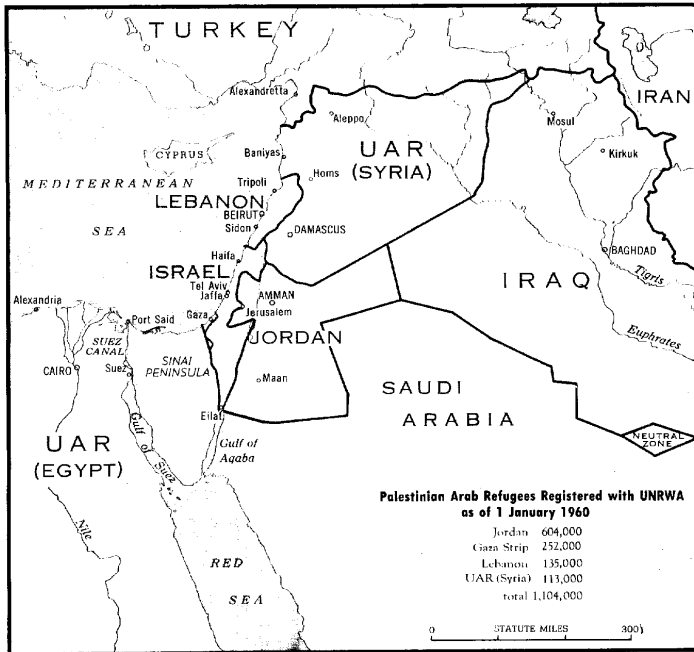 TURKEY
IRAN
Alexandretta
Aleppo
Mosul
CYPRUS
Baniyas
UAR
(SYRIA)
Kirkuk
MEDITERRANEAN
SEA
Homs
Tripoli
LEBANON
BEIRUT
Sidon
DAMASCUS
BAGHDAD
Haifa
ISRAEL
IRAQ
Tigris
Tel Aviv
Jaffa
AMMAN
Jerusalem
Alexandria
Port Said
Gaza
Euphrates
JORDAN
SUEZ
CANAL
SINAI
PENINSULA
CAIRO
Suez
Maan
SAUDI
ARABIA
Eilat
NEUTRAL
ZONE
UAR
(EGYPT)
Gulf of Suez
Gulf of
Aqaba
Nile
RED
SEA
Palestinian Arab Refugees Registered with UNRWA
as of 1 January 1960
Jordan 604,000
Gaza Strip 252,000
Lebanon 135,000
UAR (Syria) 113,000
total 1,104,000
0 STATUTE MILES 300